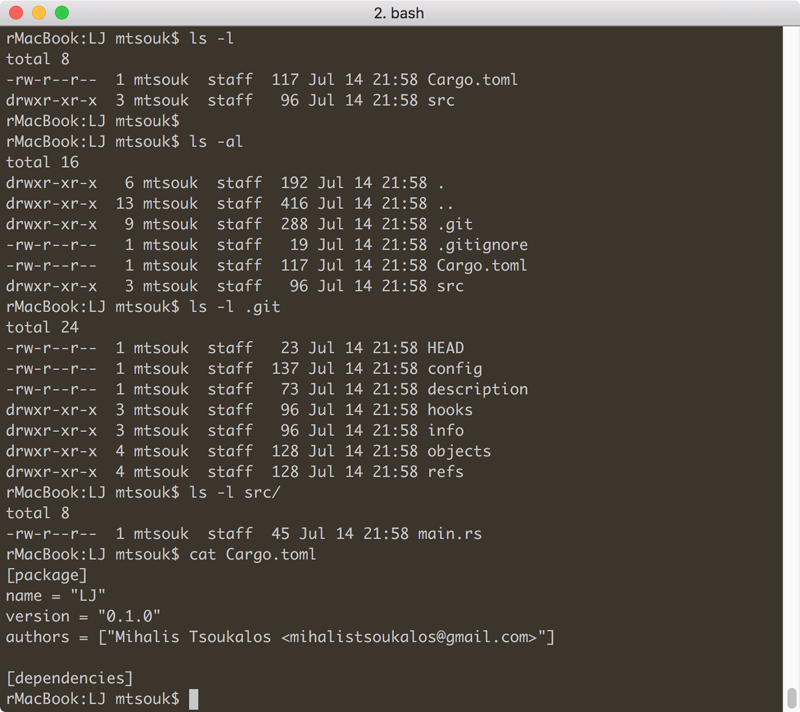 2. bash
rMacBook:LJ mtsouk$ ls -l
total 8
-rw-r--r--  1 mtsouk  staff  117 Jul 14 21:58 Cargo.toml
drwxr-xr-x  3 mtsouk  staff   96 Jul 14 21:58 src
rMacBook:LJ mtsouk$
rMacBook:LJ mtsouk$ ls -al
total 16
drwxr-xr-x   6 mtsouk  staff  192 Jul 14 21:58 .
drwxr-xr-x  13 mtsouk  staff  416 Jul 14 21:58 ..
drwxr-xr-x   9 mtsouk  staff  288 Jul 14 21:58 .git
-rw-r--r--   1 mtsouk  staff   19 Jul 14 21:58 .gitignore
-rw-r--r--   1 mtsouk  staff  117 Jul 14 21:58 Cargo.toml
drwxr-xr-x   3 mtsouk  staff   96 Jul 14 21:58 src
rMacBook:LJ mtsouk$ ls -l .git
total 24
-rw-r--r--  1 mtsouk  staff   23 Jul 14 21:58 HEAD
-rw-r--r--  1 mtsouk  staff  137 Jul 14 21:58 config
-rw-r--r--  1 mtsouk  staff   73 Jul 14 21:58 description
drwxr-xr-x  3 mtsouk  staff   96 Jul 14 21:58 hooks
drwxr-xr-x  3 mtsouk  staff   96 Jul 14 21:58 info
drwxr-xr-x  4 mtsouk  staff  128 Jul 14 21:58 objects
drwxr-xr-x  4 mtsouk  staff  128 Jul 14 21:58 refs
rMacBook:LJ mtsouk$ ls -l src/
total 8
-rw-r--r--  1 mtsouk  staff  45 Jul 14 21:58 main.rs
rMacBook:LJ mtsouk$ cat Cargo.toml
[package]
name = "LJ"
version = "0.1.0"
authors = ["Mihalis Tsoukalos <mihalistsoukalos@gmail.com>"]

[dependencies]
rMacBook:LJ mtsouk$